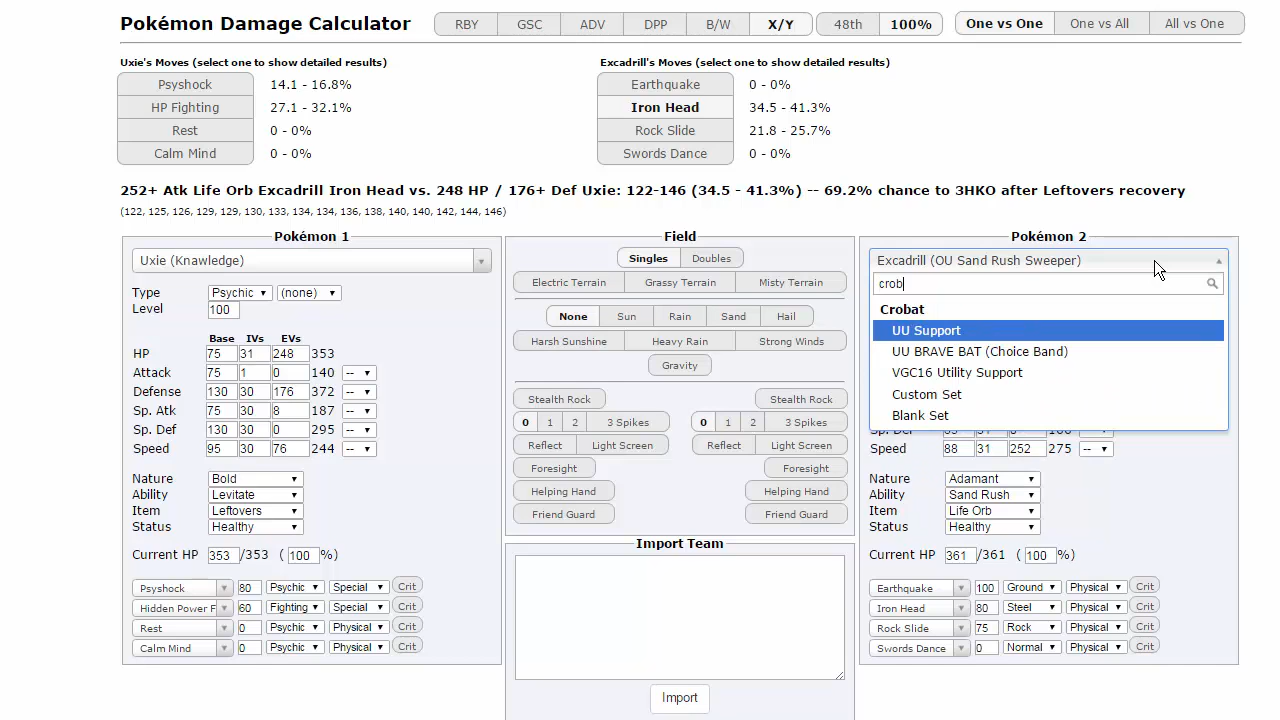 Pokémon Damage Calculator RBY GSC ADV DPP B/W X/Y 48th 100% One vs One One vs All All vs One
Uxie's Moves (select one to show detailed results) Excadrill's Moves (select one to show detailed results)
Psyshock 14.1 - 16.8% Earthquake 0 - 0%
HP Fighting 27.1 - 32.1% Iron Head 34.5 - 41.3%
Rest 0 - 0% Rock Slide 21.8 - 25.7%
Calm Mind 0 - 0% Swords Dance 0 - 0%
252+ Atk Life Orb Excadrill Iron Head vs. 248 HP / 176+ Def Uxie: 122-146 (34.5 - 41.3%) -- 69.2% chance to 3HKO after Leftovers recovery
(122, 125, 126, 129, 129, 130, 133, 134, 134, 136, 138, 140, 140, 142, 144, 146)
Pokémon 1
Uxie (Knawledge)
Type Psychic (none)
Level 100
Base IVs EVs
HP 75 31 248 353
Attack 75 1 0 140 --
Defense 130 30 176 372 --
Sp. Atk 75 30 8 187 --
Sp. Def 130 30 0 295 --
Speed 95 30 76 244 --
Nature Bold
Ability Levitate
Item Leftovers
Status Healthy
Current HP 353 /353 ( 100 %)
Psyshock 80 Psychic Special Crit
Hidden Power F 60 Fighting Special Crit
Rest 0 Psychic Physical Crit
Calm Mind 0 Psychic Physical Crit
Field
Singles Doubles
Electric Terrain Grassy Terrain Misty Terrain
None Sun Rain Sand Hail
Harsh Sunshine Heavy Rain Strong Winds
Gravity
Stealth Rock Stealth Rock
0 1 2 3 Spikes 0 1 2 3 Spikes
Reflect Light Screen Reflect Light Screen
Foresight Foresight
Helping Hand Helping Hand
Friend Guard Friend Guard
Import Team
Import
Pokémon 2
Excadrill (OU Sand Rush Sweeper)
crob
Crobat
UU Support
UU BRAVE BAT (Choice Band)
VGC16 Utility Support
Custom Set
Blank Set
Speed 88 31 252 275 --
Nature Adamant
Ability Sand Rush
Item Life Orb
Status Healthy
Current HP 361 /361 ( 100 %)
Earthquake 100 Ground Physical Crit
Iron Head 80 Steel Physical Crit
Rock Slide 75 Rock Physical Crit
Swords Dance 0 Normal Physical Crit